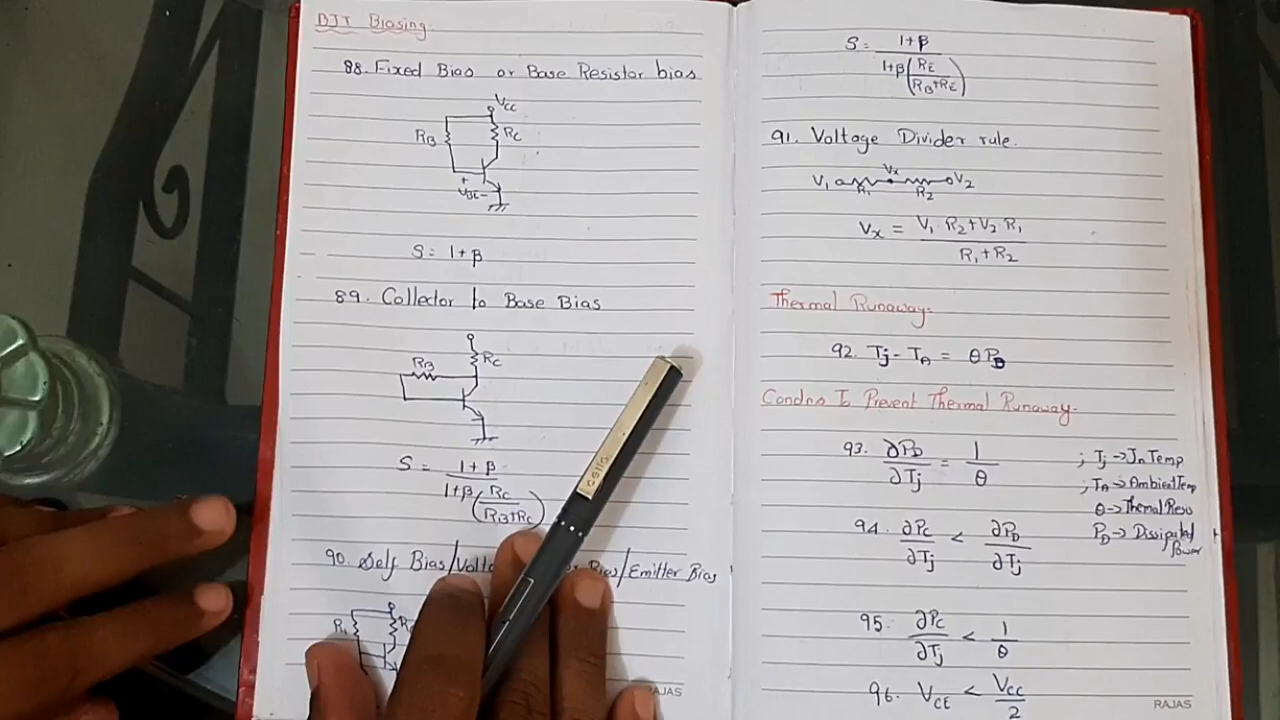 BJT Biasing.
88. Fixed Bias or Base Resistor bias
VCC
RB
RC
+
VBE -
S = 1+β
89. Collector to Base Bias
RC
RB
S = 1+β / 1+β(RC / RB+RC)
90. Self Bias/ Bias/Emitter Bias
R1
RAJAS
S = 1+β / 1+β(RE / RB+RE)
91. Voltage Divider rule.
V1 R1 Vx R2 V2
Vx = V1 . R2 + V2 R1 / R1 + R2
Thermal Runaway-
92. Tj - TA = θ PD
Condns To Prevent Thermal Runaway-
93. ∂PD / ∂Tj = 1 / θ
; Tj → Jn Temp
; TA → Ambient Temp
θ → Thermal Resis
PD → Dissipated Power
94. ∂PC / ∂Tj < ∂PD / ∂Tj
95. ∂PC / ∂Tj < 1 / θ
96. VCE < VCC / 2
RAJAS
cello